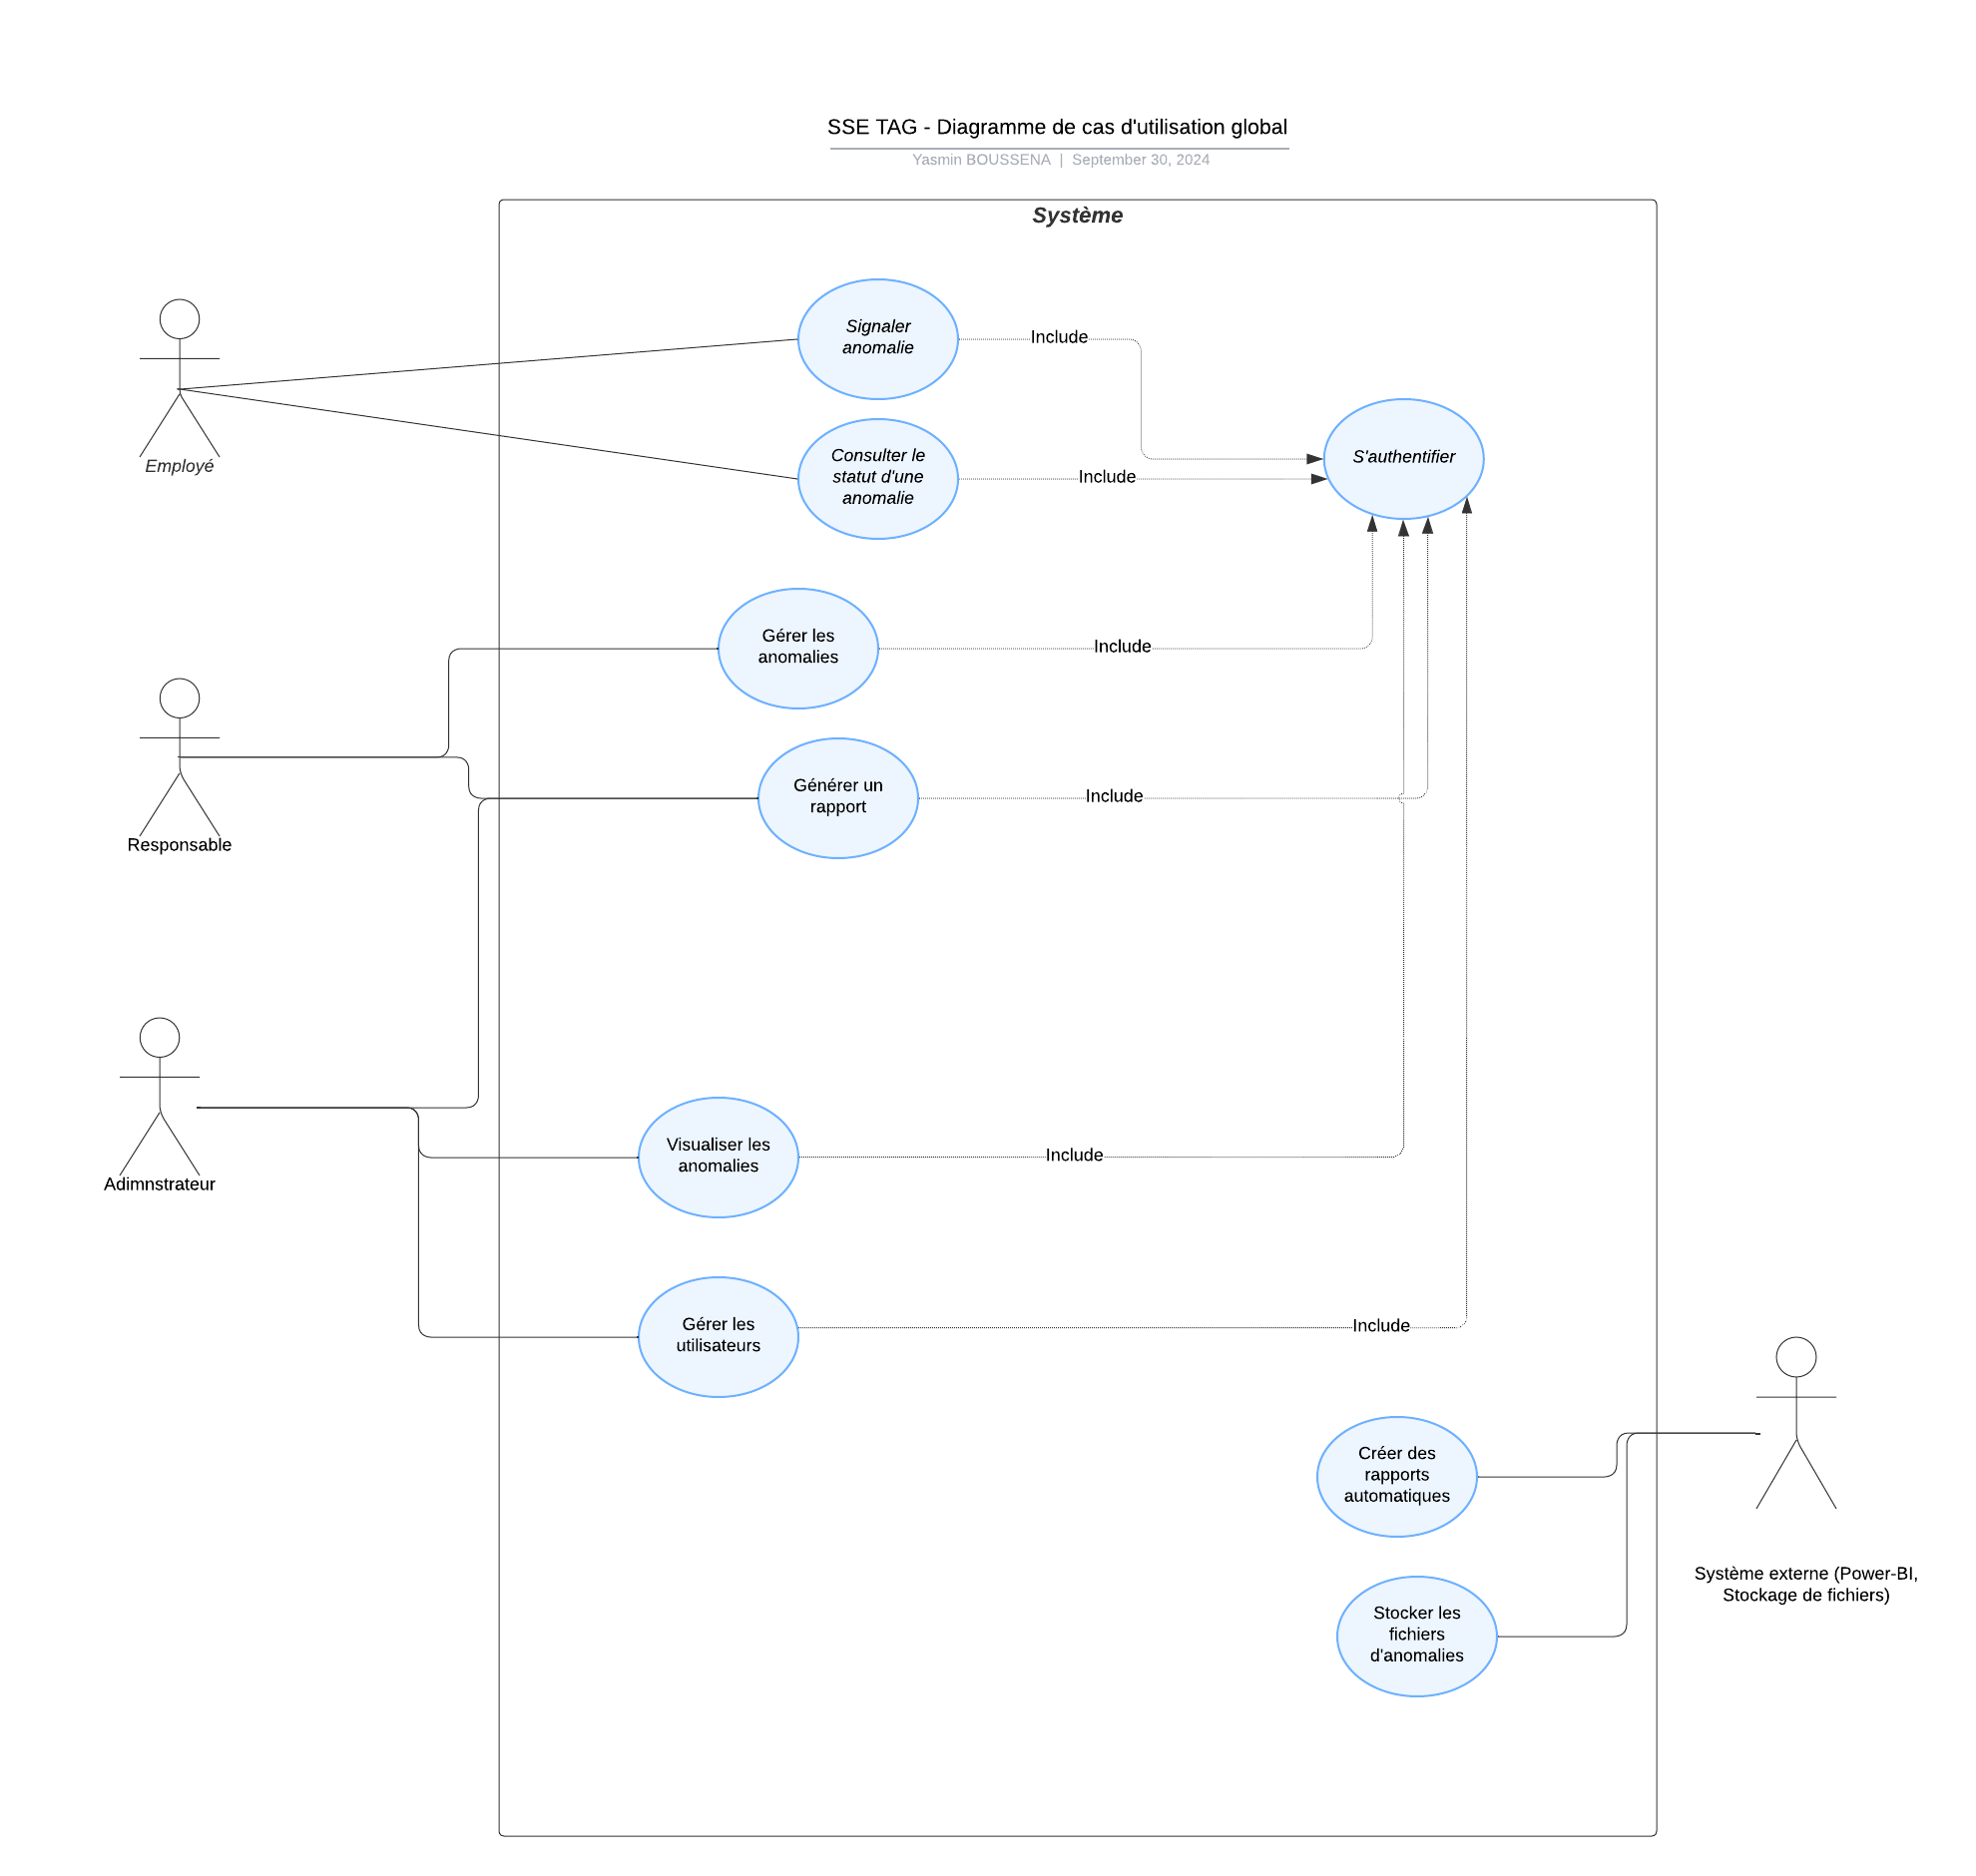 SSE TAG - Diagramme de cas d'utilisation global
Yasmin BOUSSENA | September 30, 2024
Système
Signaler
anomalie
Include
Employé
Consulter le
statut d'une
anomalie
Include
S'authentifier
Gérer les
anomalies
Include
Responsable
Générer un
rapport
Include
Adimnstrateur
Visualiser les
anomalies
Include
Gérer les
utilisateurs
Include
Créer des
rapports
automatiques
Système externe (Power-BI,
Stockage de fichiers)
Stocker les
fichiers
d'anomalies